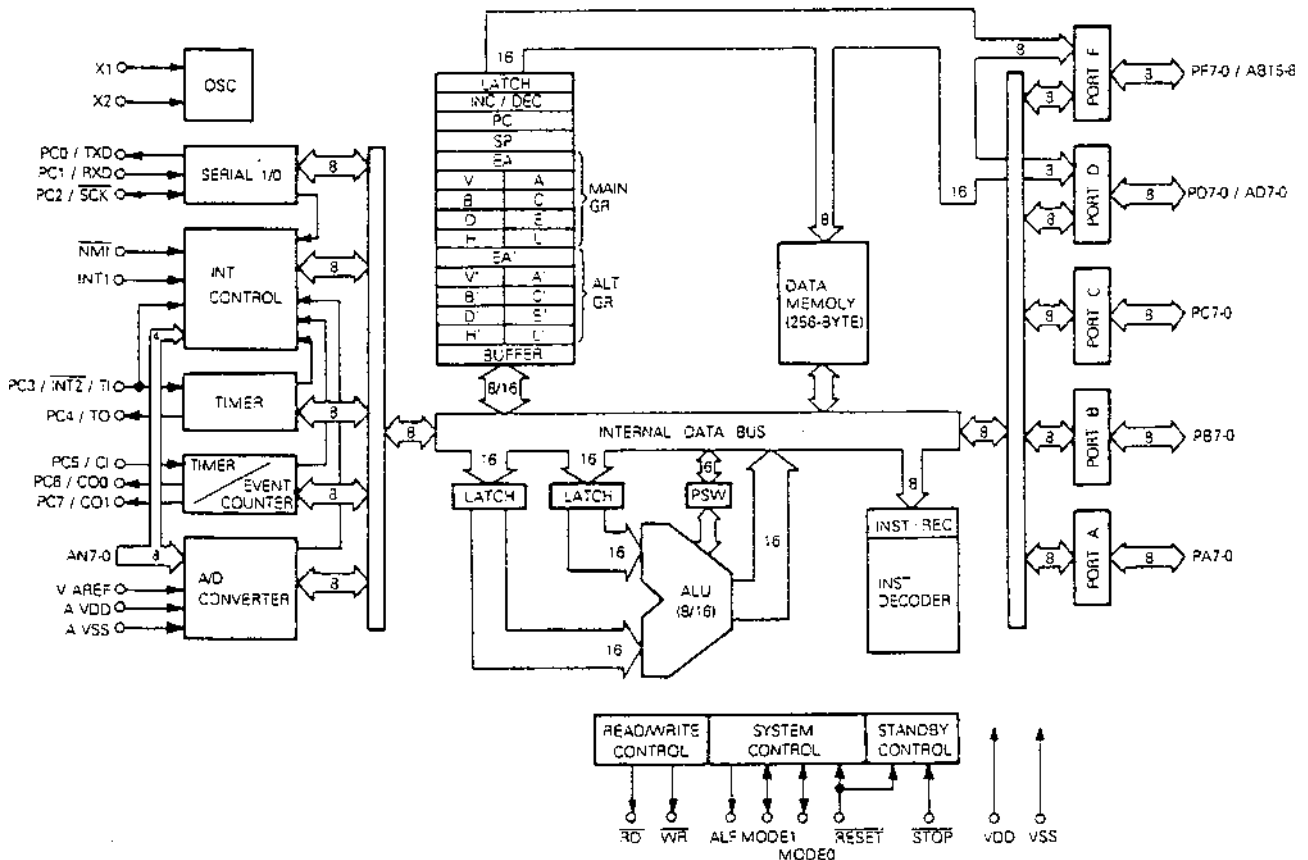 X1
X2
OSC
PC0 / TXD
PC1 / RXD
PC2 / SCK
SERIAL I/O
8
NMI
INT1
INT
CONTROL
8
4
PC3 / INT2 / TI
PC4 / TO
TIMER
8
PC5 / CI
PC6 / CO0
PC7 / CO1
TIMER
EVENT
COUNTER
8
AN7-0
8
V AREF
A VDD
A VSS
A/D
CONVERTER
8
8
16
LATCH
INC / DEC
PC
SP
EA
V A
B C
D E
H L
MAIN
GR
EA'
V' A'
B' C'
D' E'
H' L'
ALT
GR
BUFFER
8/16
8
DATA
MEMORY
(256-BYTE)
INTERNAL DATA BUS
16
LATCH
16
LATCH
16
PSW
16
16
16
ALU
(8/16)
8
INST. REG
INST
DECODER
8
8
16
8
8
PORT F
8
PF7-0 / AB15-8
8
8
PORT D
8
PD7-0 / AD7-0
8
PORT C
8
PC7-0
8
PORT B
8
PB7-0
8
PORT A
8
PA7-0
READ/WRITE
CONTROL
SYSTEM
CONTROL
STANDBY
CONTROL
RD
WR
ALE
MODE1
MODE0
RESET
STOP
VDD
VSS